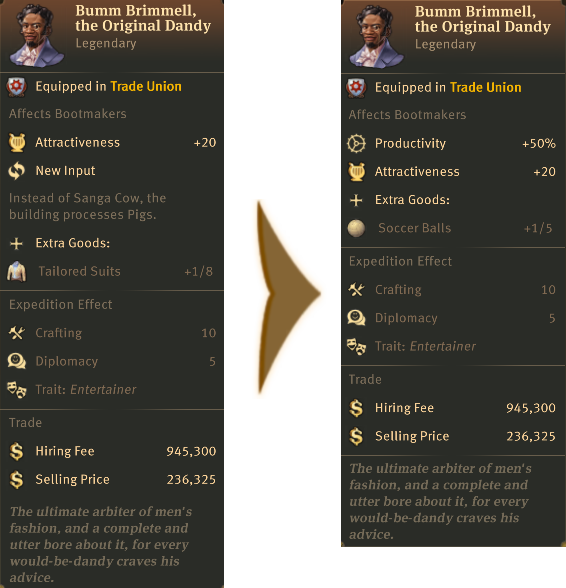 Bumm Brimmell,
the Original Dandy
Legendary
Equipped in Trade Union
Affects Bootmakers
Attractiveness +20
New Input
Instead of Sanga Cow, the
building processes Pigs.
Extra Goods:
Tailored Suits +1/8
Expedition Effect
Crafting 10
Diplomacy 5
Trait: Entertainer
Trade
Hiring Fee 945,300
Selling Price 236,325
The ultimate arbiter of men's
fashion, and a complete and
utter bore about it, for every
would-be-dandy craves his
advice.
Bumm Brimmell,
the Original Dandy
Legendary
Equipped in Trade Union
Affects Bootmakers
Productivity +50%
Attractiveness +20
Extra Goods:
Soccer Balls +1/5
Expedition Effect
Crafting 10
Diplomacy 5
Trait: Entertainer
Trade
Hiring Fee 945,300
Selling Price 236,325
The ultimate arbiter of men's
fashion, and a complete and
utter bore about it, for every
would-be-dandy craves his
advice.